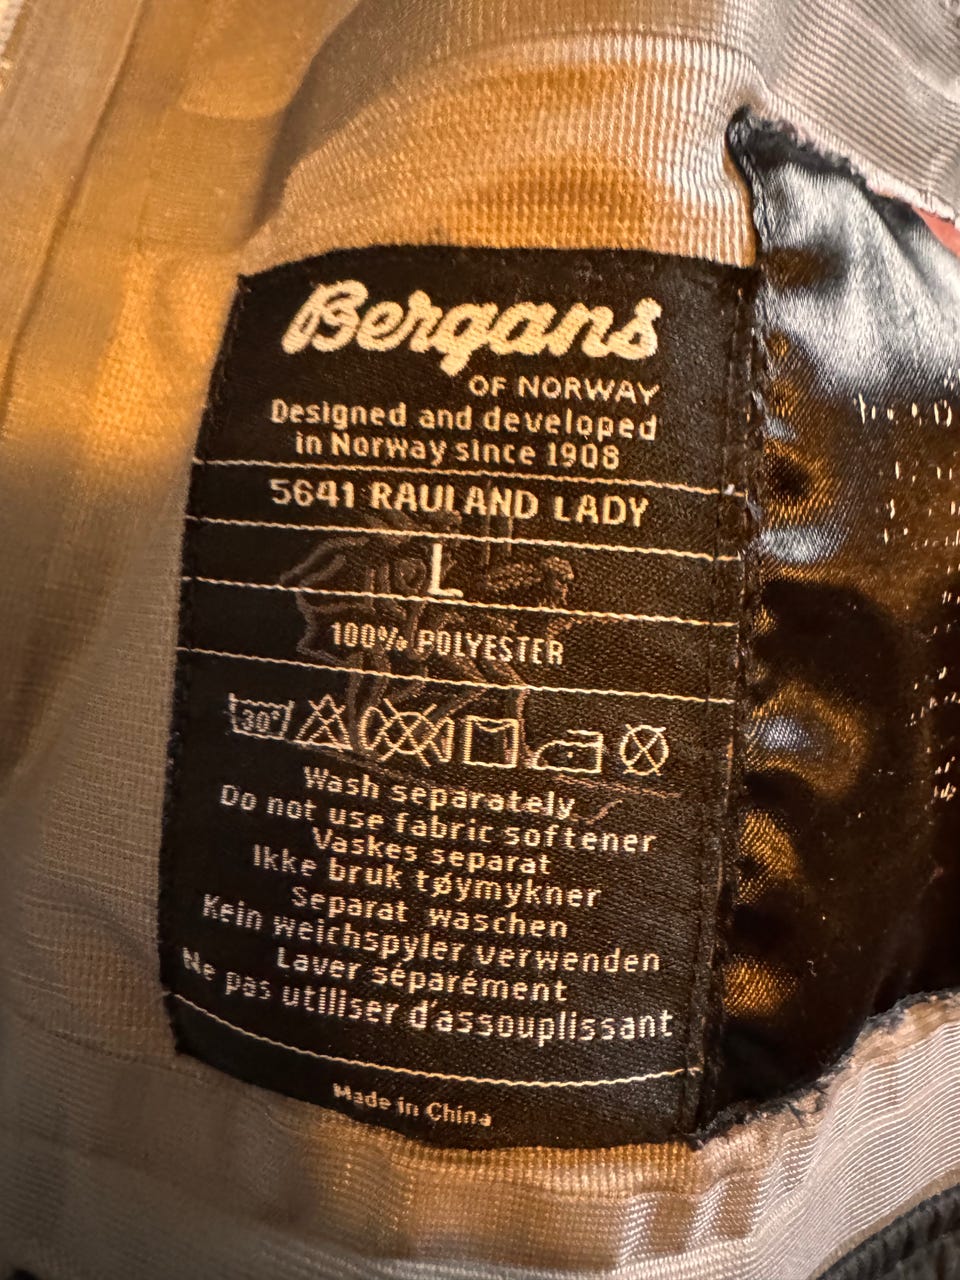 Bergans
OF NORWAY
Designed and developed
in Norway since 1908
5641 RAULAND LADY
L
100% POLYESTER
30°
Wash separately
Do not use fabric softener
Vaskes separat
Ikke bruk tøymykner
Separat waschen
Kein weichspyler verwenden
Laver séparément
Ne pas utiliser d'assouplissant
Made in China